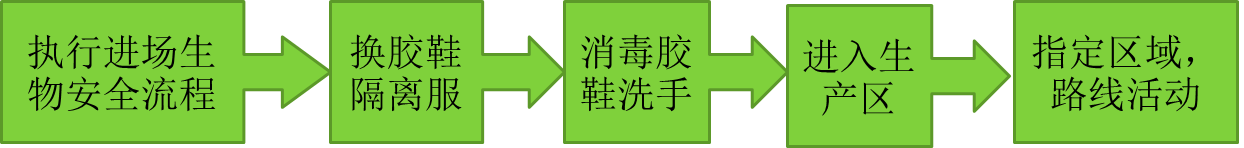 执行进场生
物安全流程
换胶鞋
隔离服
消毒胶
鞋洗手
进入生
产区
指定区域，
路线活动